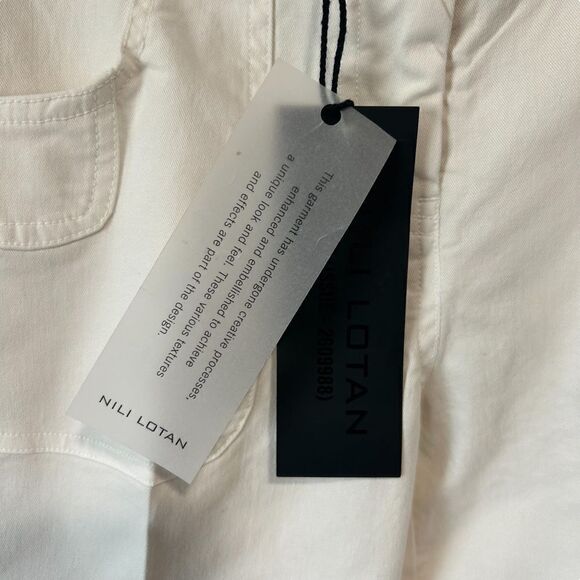 This garment has undergone creative processes,
enhanced and embellished to achieve
a unique look and feel. These various textures
and effects are part of the design.
NILI LOTAN
NILI LOTAN
2609988)